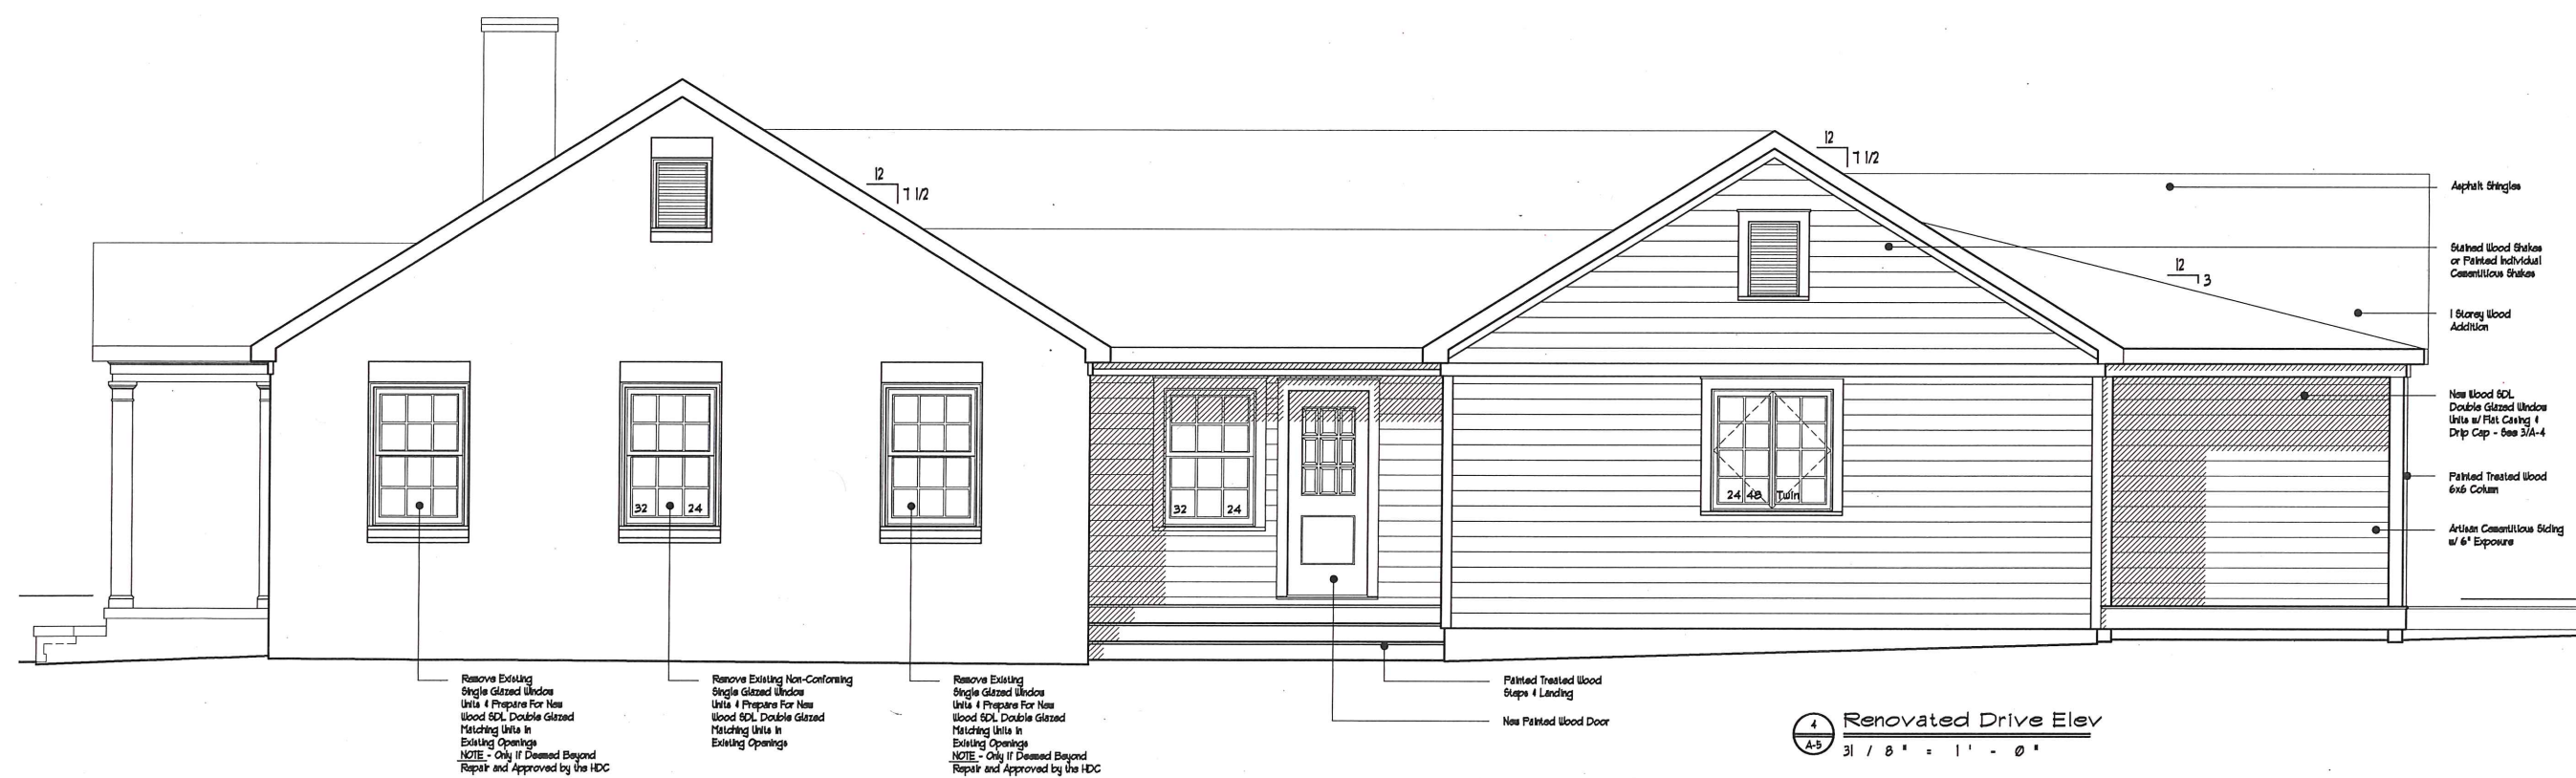 12
7 1/2
12
7 1/2
12
3
Asphalt Shingles
Stained Wood Shakes
or Painted Individual
Cementitious Shakes
1 Storey Wood
Addition
New Wood SDL
Double Glazed Window
Units w/ Flat Casing &
Drip Cap - See 3/A-4
Painted Treated Wood
6x6 Column
Artisan Cementitious Siding
w/ 6" Exposure
32 24
32 24
24 48 Twin
Remove Existing
Single Glazed Window
Units & Prepare For New
Wood SDL Double Glazed
Matching Units in
Existing Openings
NOTE - Only If Deemed Beyond
Repair and Approved by the HDC
Remove Existing Non-Conforming
Single Glazed Window
Units & Prepare For New
Wood SDL Double Glazed
Matching Units in
Existing Openings
Remove Existing
Single Glazed Window
Units & Prepare For New
Wood SDL Double Glazed
Matching Units in
Existing Openings
NOTE - Only If Deemed Beyond
Repair and Approved by the HDC
Painted Treated Wood
Steps & Landing
New Painted Wood Door
4
A-5
Renovated Drive Elev
31 / 8 " = 1 ' - 0 "